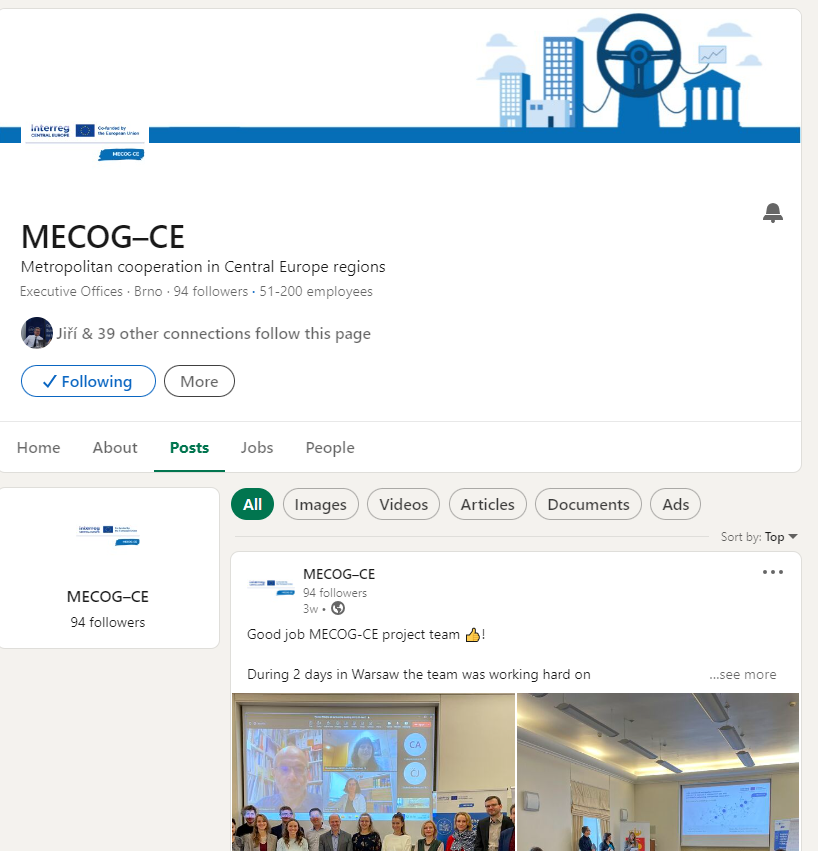 Interreg
CENTRAL EUROPE
Co-funded by
the European Union
MECOG-CE
MECOG–CE
Metropolitan cooperation in Central Europe regions
Executive Offices · Brno · 94 followers · 51-200 employees
Jiří & 39 other connections follow this page
✓ Following
More
Home
About
Posts
Jobs
People
MECOG–CE
94 followers
All
Images
Videos
Articles
Documents
Ads
Sort by: Top
MECOG–CE
94 followers
3w •
Good job MECOG-CE project team 👍!
During 2 days in Warsaw the team was working hard on
...see more
CA